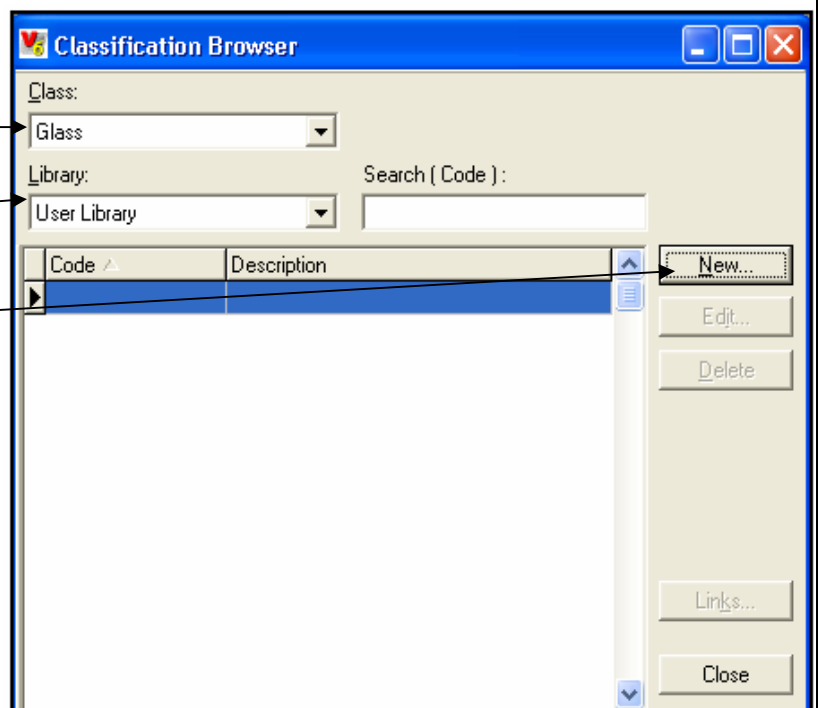 Classification Browser
Class:
Glass
Library:
Search ( Code ) :
User Library
Code
Description
New...
Edit...
Delete
Links...
Close